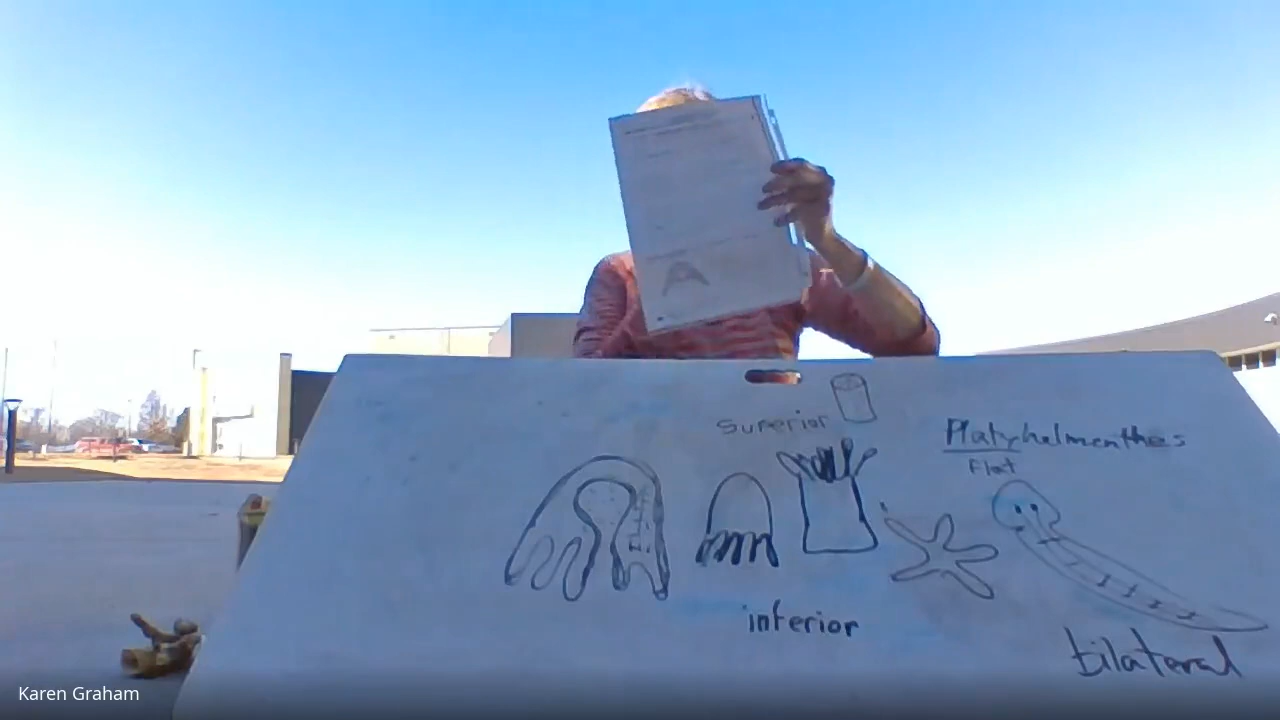 Superior
Platyhelmenthes
flat
inferior
bilateral
Karen Graham